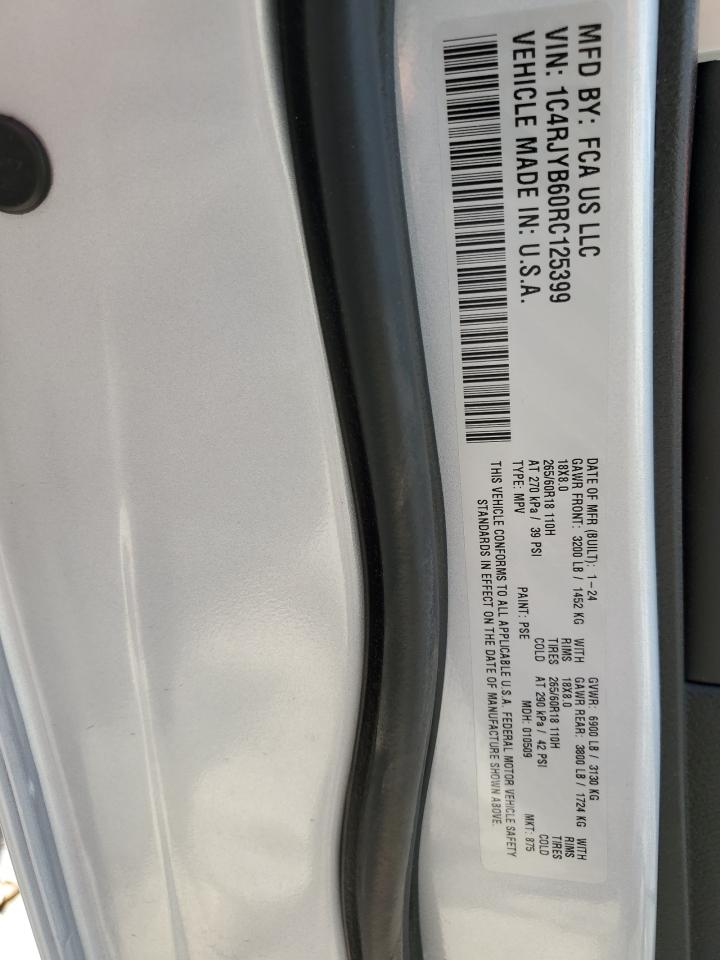 MFD BY: FCA US LLC
VIN: 1C4RJYB60RC125399
VEHICLE MADE IN: U.S.A.
DATE OF MFR (BUILT): 1-24 GVWR: 6900 LB / 3130 KG
GAWR FRONT: 3200 LB / 1452 KG WITH GAWR REAR: 3800 LB / 1724 KG WITH
18X8.0 RIMS 18X8.0 RIMS
265/60R18 110H TIRES 265/60R18 110H TIRES
AT 270 kPa / 39 PSI COLD AT 290 kPa / 42 PSI COLD
TYPE: MPV PAINT: PSE MDH: 010509 MKT: 875
THIS VEHICLE CONFORMS TO ALL APPLICABLE U.S.A. FEDERAL MOTOR VEHICLE SAFETY
STANDARDS IN EFFECT ON THE DATE OF MANUFACTURE SHOWN ABOVE.